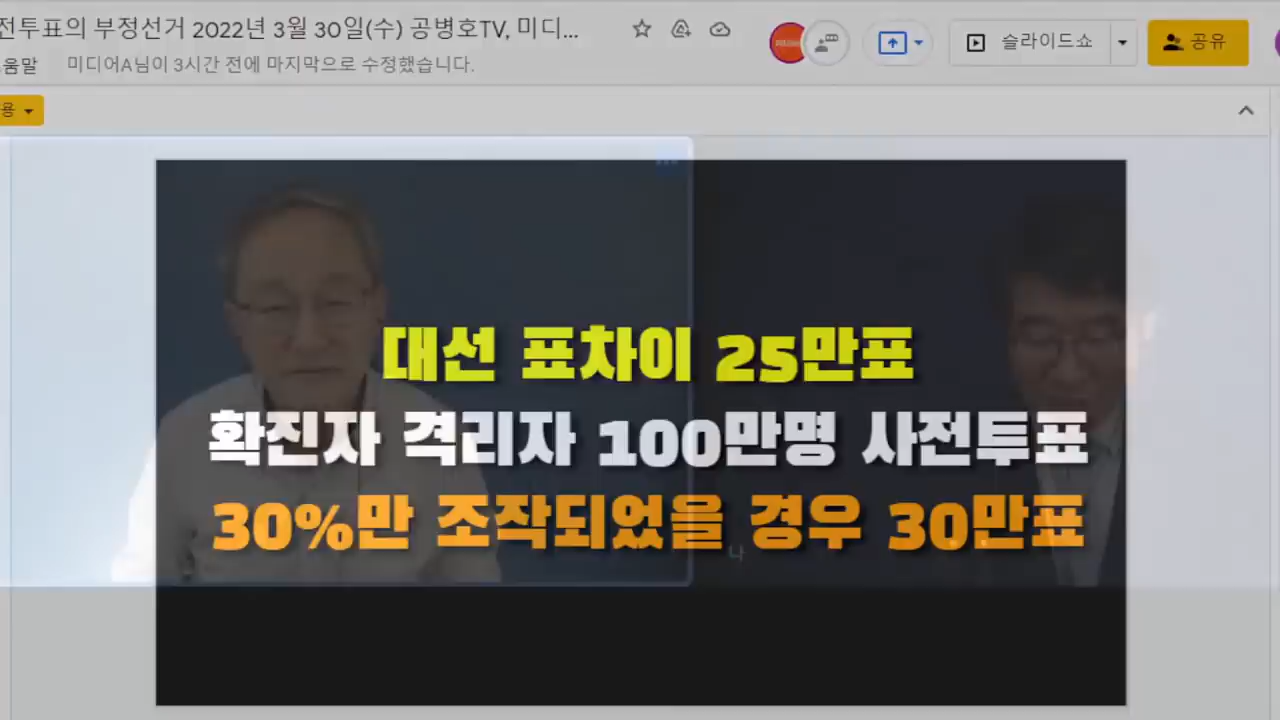 전투표의 부정선거 2022년 3월 30일(수) 공병호TV, 미디...
움말 미디어A님이 3시간 전에 마지막으로 수정했습니다.
슬라이드쇼
공유
용
대선 표차이 25만표
확진자 격리자 100만명 사전투표
30%만 조작되었을 경우 30만표
나